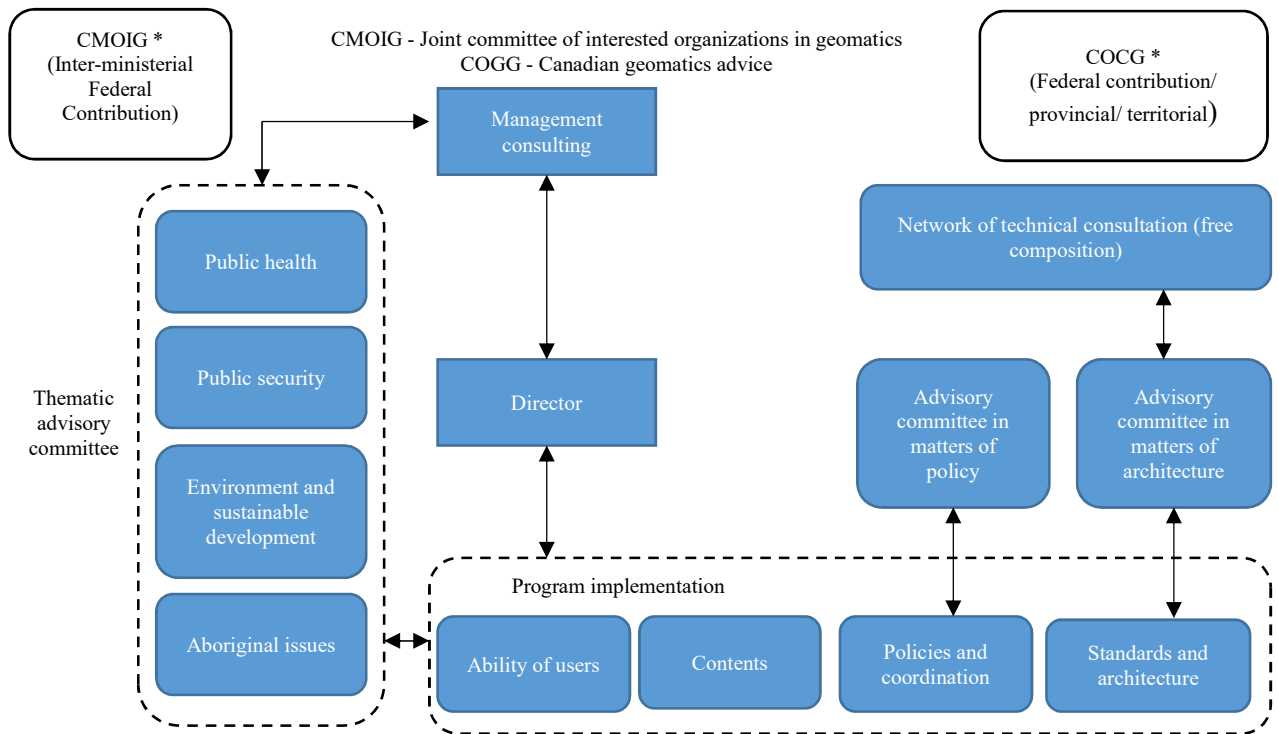 CMOIG *
(Inter-ministerial
Federal
Contribution)
CMOIG - Joint committee of interested organizations in geomatics
COGG - Canadian geomatics advice
COCG *
(Federal contribution/
provincial/ territorial)
Management
consulting
Network of technical consultation (free
composition)
Thematic
advisory
committee
Public health
Public security
Environment and
sustainable
development
Aboriginal issues
Director
Advisory
committee in
matters of
policy
Advisory
committee in
matters of
architecture
Program implementation
Ability of users
Contents
Policies and
coordination
Standards and
architecture